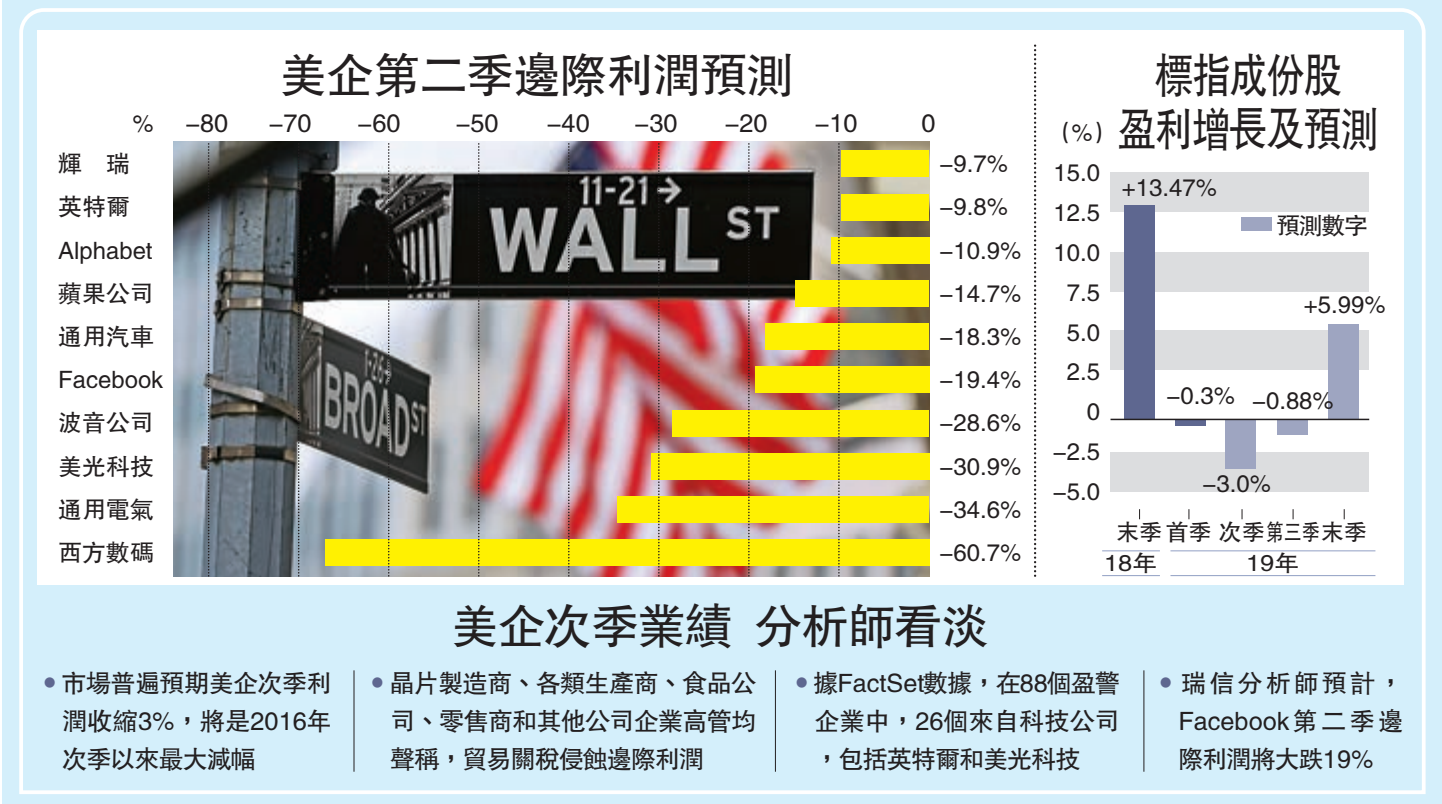 美企第二季邊際利潤預測
% −80 −70 −60 −50 −40 −30 −20 −10 0
輝 瑞 −9.7%
英特爾 −9.8%
Alphabet −10.9%
蘋果公司 −14.7%
通用汽車 −18.3%
Facebook −19.4%
波音公司 −28.6%
美光科技 −30.9%
通用電氣 −34.6%
西方數碼 −60.7%
11-21→
WALL ST
1-25→
BROAD ST
標指成份股
盈利增長及預測
(%)
15.0
12.5
10.0
7.5
5.0
2.5
0
−2.5
−5.0
+13.47%
預測數字
+5.99%
−0.3%
−0.88%
−3.0%
末季 首季 次季 第三季 末季
18年 19年
美企次季業績 分析師看淡
• 市場普遍預期美企次季利
潤收縮3%，將是2016年
次季以來最大減幅
• 晶片製造商、各類生產商、食品公
司、零售商和其他公司企業高管均
聲稱，貿易關稅侵蝕邊際利潤
• 據FactSet數據，在88個盈警
企業中，26個來自科技公司
，包括英特爾和美光科技
• 瑞信分析師預計，
Facebook第二季邊
際利潤將大跌19%